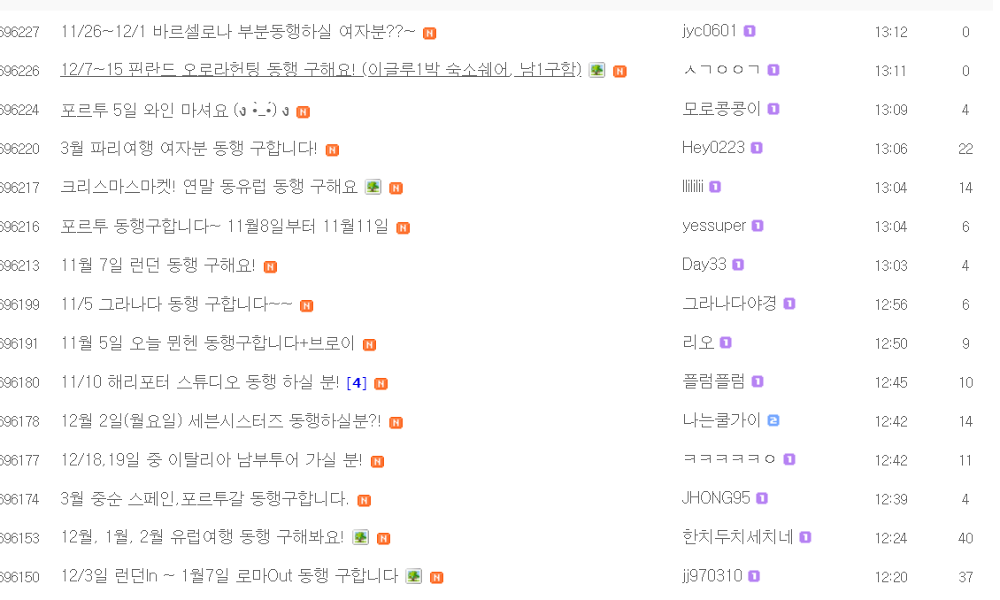 696227 11/26~12/1 바르셀로나 부분동행하실 여자분??~ N jyc0601 1 13:12 0
696226 12/7~15 핀란드 오로라헌팅 동행 구해요! (이글루1박 숙소쉐어, 남1구함) N ㅅㄱㅇㅇㄱ 1 13:11 0
696224 포르투 5일 와인 마셔요 (ง •̀_•́) ง N 모로콩콩이 1 13:09 4
696220 3월 파리여행 여자분 동행 구합니다! N Hey0223 1 13:06 22
696217 크리스마스마켓! 연말 동유럽 동행 구해요 N 1 13:04 14
696216 포르투 동행구합니다~ 11월8일부터 11월11일 N yessuper 1 13:04 6
696213 11월 7일 런던 동행 구해요! N Day33 1 13:03 4
696199 11/5 그라나다 동행 구합니다~~ N 그라나다야경 1 12:56 6
696191 11월 5일 오늘 뮌헨 동행구합니다+브로이 N 리오 1 12:50 9
696180 11/10 해리포터 스튜디오 동행 하실 분! [4] N 플럼플럼 1 12:45 10
696178 12월 2일(월요일) 세븐시스터즈 동행하실분?! N 나는쿨가이 2 12:42 14
696177 12/18,19일 중 이탈리아 남부투어 가실 분! N ㅋㅋㅋㅋㅋㅇ 1 12:42 11
696174 3월 중순 스페인,포르투갈 동행구합니다. N JHONG95 1 12:39 4
696153 12월, 1월, 2월 유럽여행 동행 구해봐요! N 한치두치세치네 1 12:24 40
696150 12/3일 런던In ~ 1월7일 로마Out 동행 구합니다 N jj970310 1 12:20 37